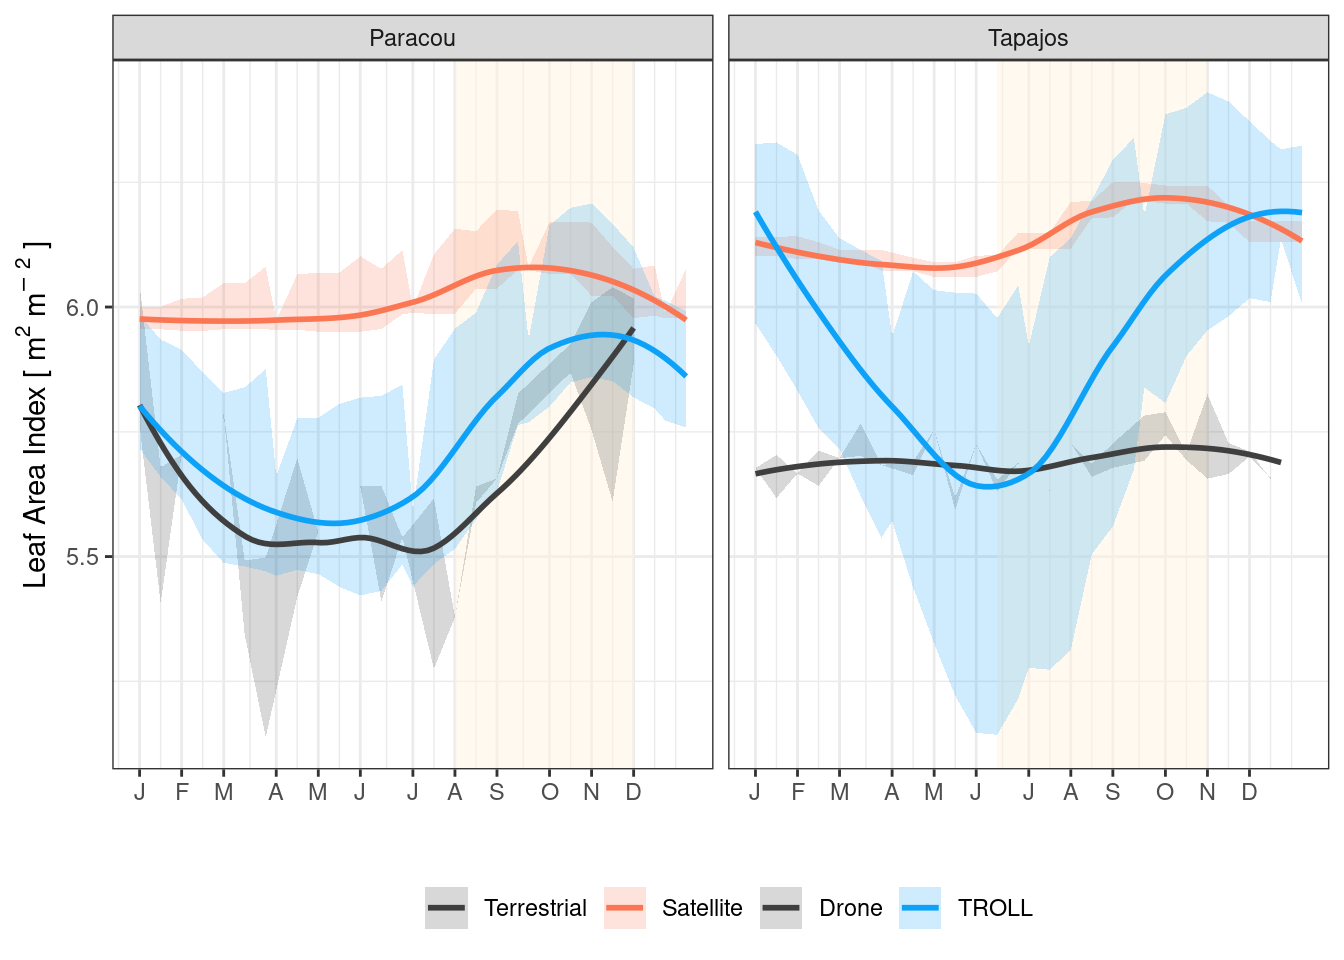 Paracou
Tapajos
Leaf Area Index [ m² m⁻² ]
6.0
5.5
J F M A M J J A S O N D
J F M A M J J A S O N D
Terrestrial Satellite Drone TROLL